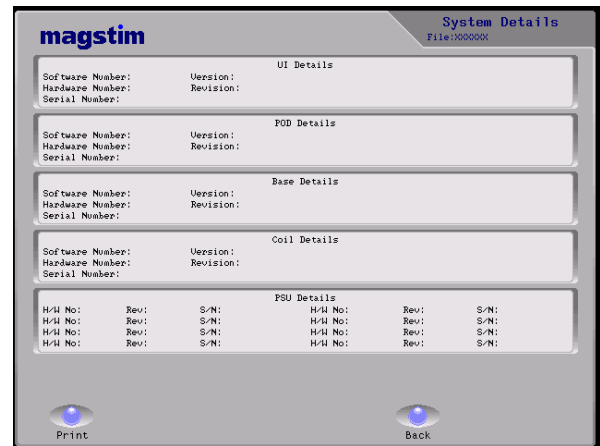 magstim
System Details
File:XXXXXX
UI Details
Software Number: Version:
Hardware Number: Revision:
Serial Number:
POD Details
Software Number: Version:
Hardware Number: Revision:
Serial Number:
Base Details
Software Number: Version:
Hardware Number: Revision:
Serial Number:
Coil Details
Software Number: Version:
Hardware Number: Revision:
Serial Number:
PSU Details
H/W No: Rev: S/N: H/W No: Rev: S/N:
H/W No: Rev: S/N: H/W No: Rev: S/N:
H/W No: Rev: S/N: H/W No: Rev: S/N:
H/W No: Rev: S/N: H/W No: Rev: S/N:
Print Back